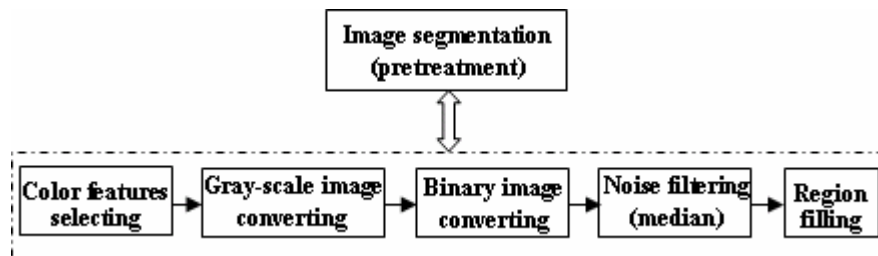 Image segmentation
(pretreatment)
Color features
selecting
Gray-scale image
converting
Binary image
converting
Noise filtering
(median)
Region
filling